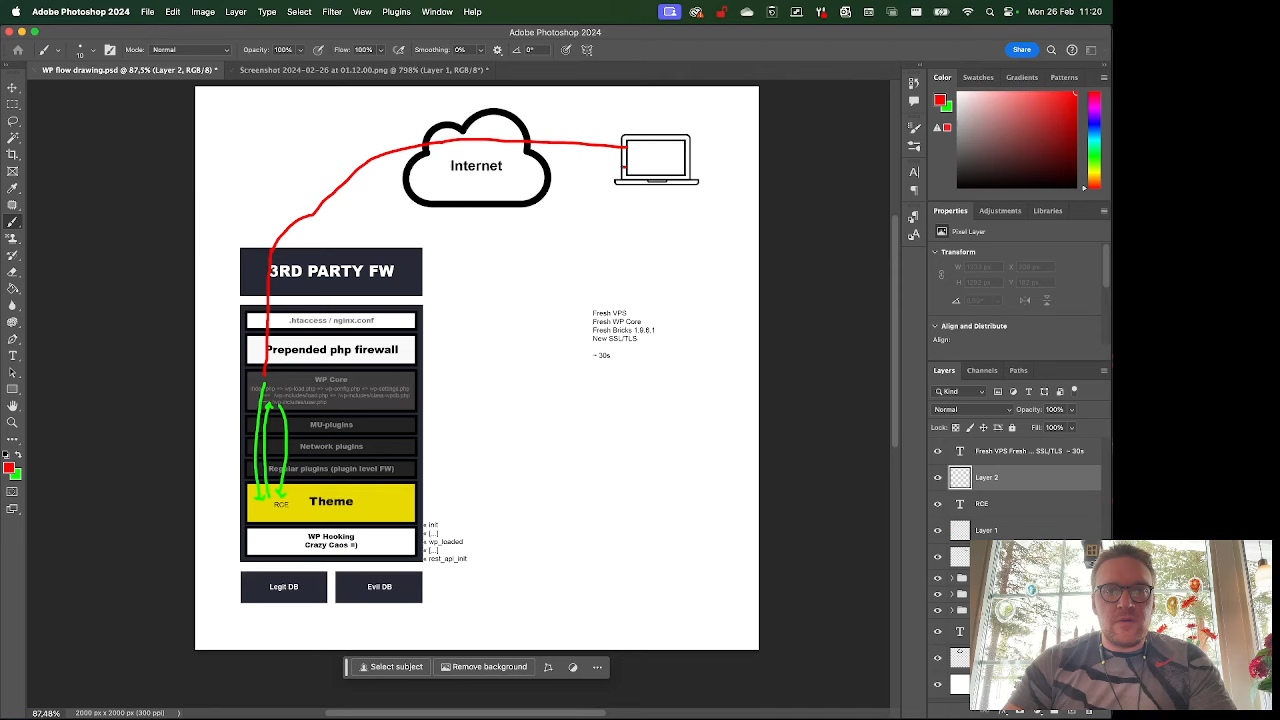 Photoshop File Edit Image Layer Type Select Filter View Plugins Window Help Mon 26 Feb 11:20
Adobe Photoshop 2024
10 Mode: Normal Opacity: 100% Flow: 100% Smoothing: 0% 0° Share
WP flow drawing.psd @ 87,5% (Layer 2, RGB/8) * Screenshot 2024-02-26 at 01.12.00.png @ 798% (Layer 1, RGB/8*) *
Internet
3RD PARTY FW
.htaccess / nginx.conf
Prepended php firewall
WP Core
MU-plugins
Network plugins
Regular plugins (plugin level FW)
RCE Theme
WP Hooking
Crazy Caos =)
« init
« [...]
« wp_loaded
« [...]
« rest_api_init
Legit DB Evil DB
Fresh VPS
Fresh WP Core
Fresh Bricks 1.9.6.1
Now SSL/TLS
~ 30s
Select subject Remove background
87,48% 2000 px x 2000 px (300 ppi)
Color Swatches Gradients Patterns
Properties Adjustments Libraries
Pixel Layer
Transform
W: X:
H: Y:
0,00°
Align and Distribute
Align:
Layers Channels Paths
Kind
Normal Opacity: 100%
Lock: Fill: 100%
Fresh VPS Fresh ... SSL/TLS ~ 30s
Layer 2
RCE
Layer 1